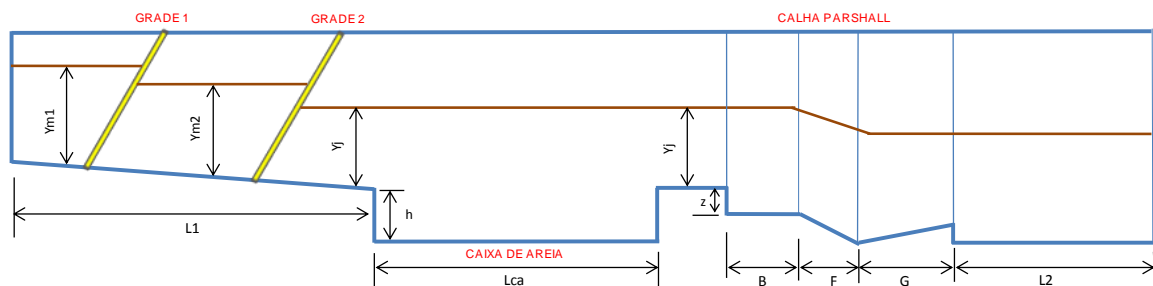 GRADE 1
GRADE 2
CALHA PARSHALL
Ym1
Ym2
Yj
Yj
h
z
L1
CAIXA DE AREIA
Lca
B
F
G
L2